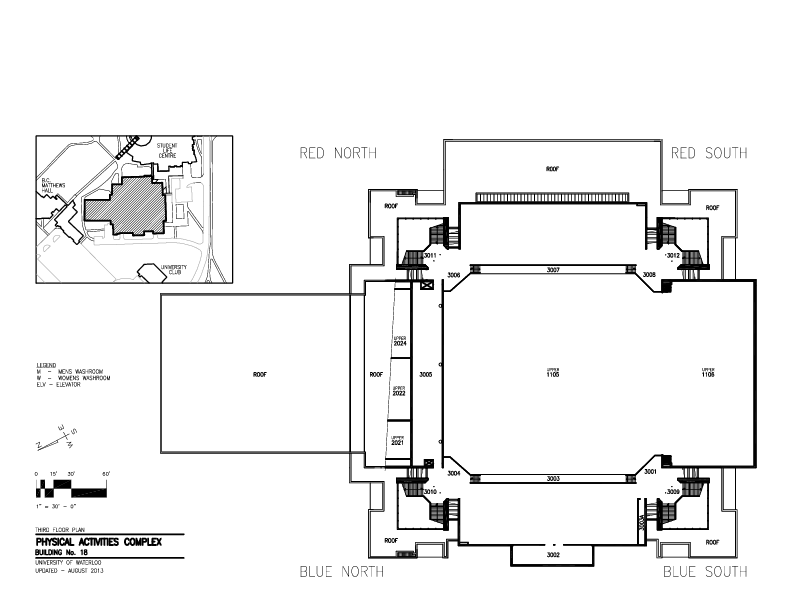 RED NORTH
RED SOUTH
STUDENT
LIFE
CENTRE
B.C.
MATTHEWS
HALL
UNIVERSITY
CLUB
ROOF
ROOF
ROOF
3011
3012
3006
3007
3008
UPPER
2024
ROOF
ROOF
3005
UPPER
1105
UPPER
1106
UPPER
2022
UPPER
2021
3004
3003
3001
3010
3009
3003A
ROOF
3002
ROOF
BLUE NORTH
BLUE SOUTH
LEGEND
M - MENS WASHROOM
W - WOMENS WASHROOM
ELV - ELEVATOR
N
E
S
W
0 15' 30' 60'
1" = 30' - 0"
THIRD FLOOR PLAN
PHYSICAL ACTIVITIES COMPLEX
BUILDING No. 18
UNIVERSITY OF WATERLOO
UPDATED - AUGUST 2013